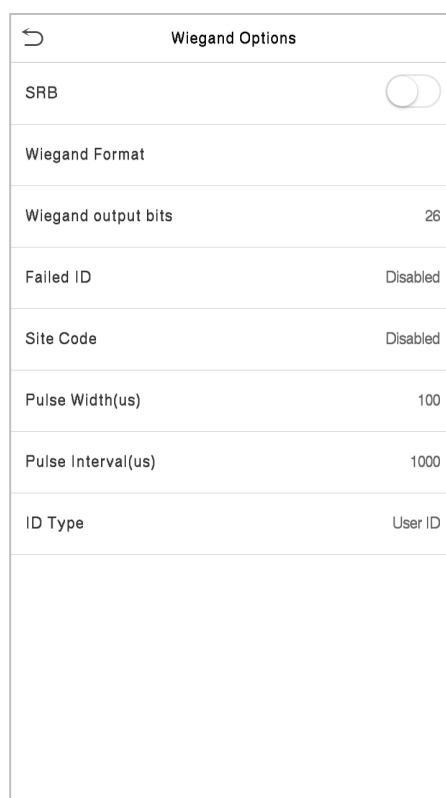 Wiegand Options
SRB
Wiegand Format
Wiegand output bits 26
Failed ID Disabled
Site Code Disabled
Pulse Width(us) 100
Pulse Interval(us) 1000
ID Type User ID